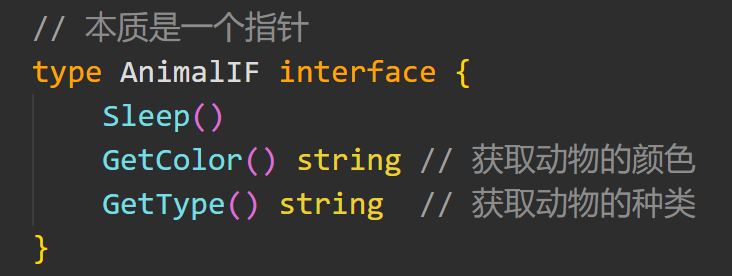 // 本质是一个指针
type AnimalIF interface {
    Sleep()
    GetColor() string // 获取动物的颜色
    GetType() string  // 获取动物的种类
}